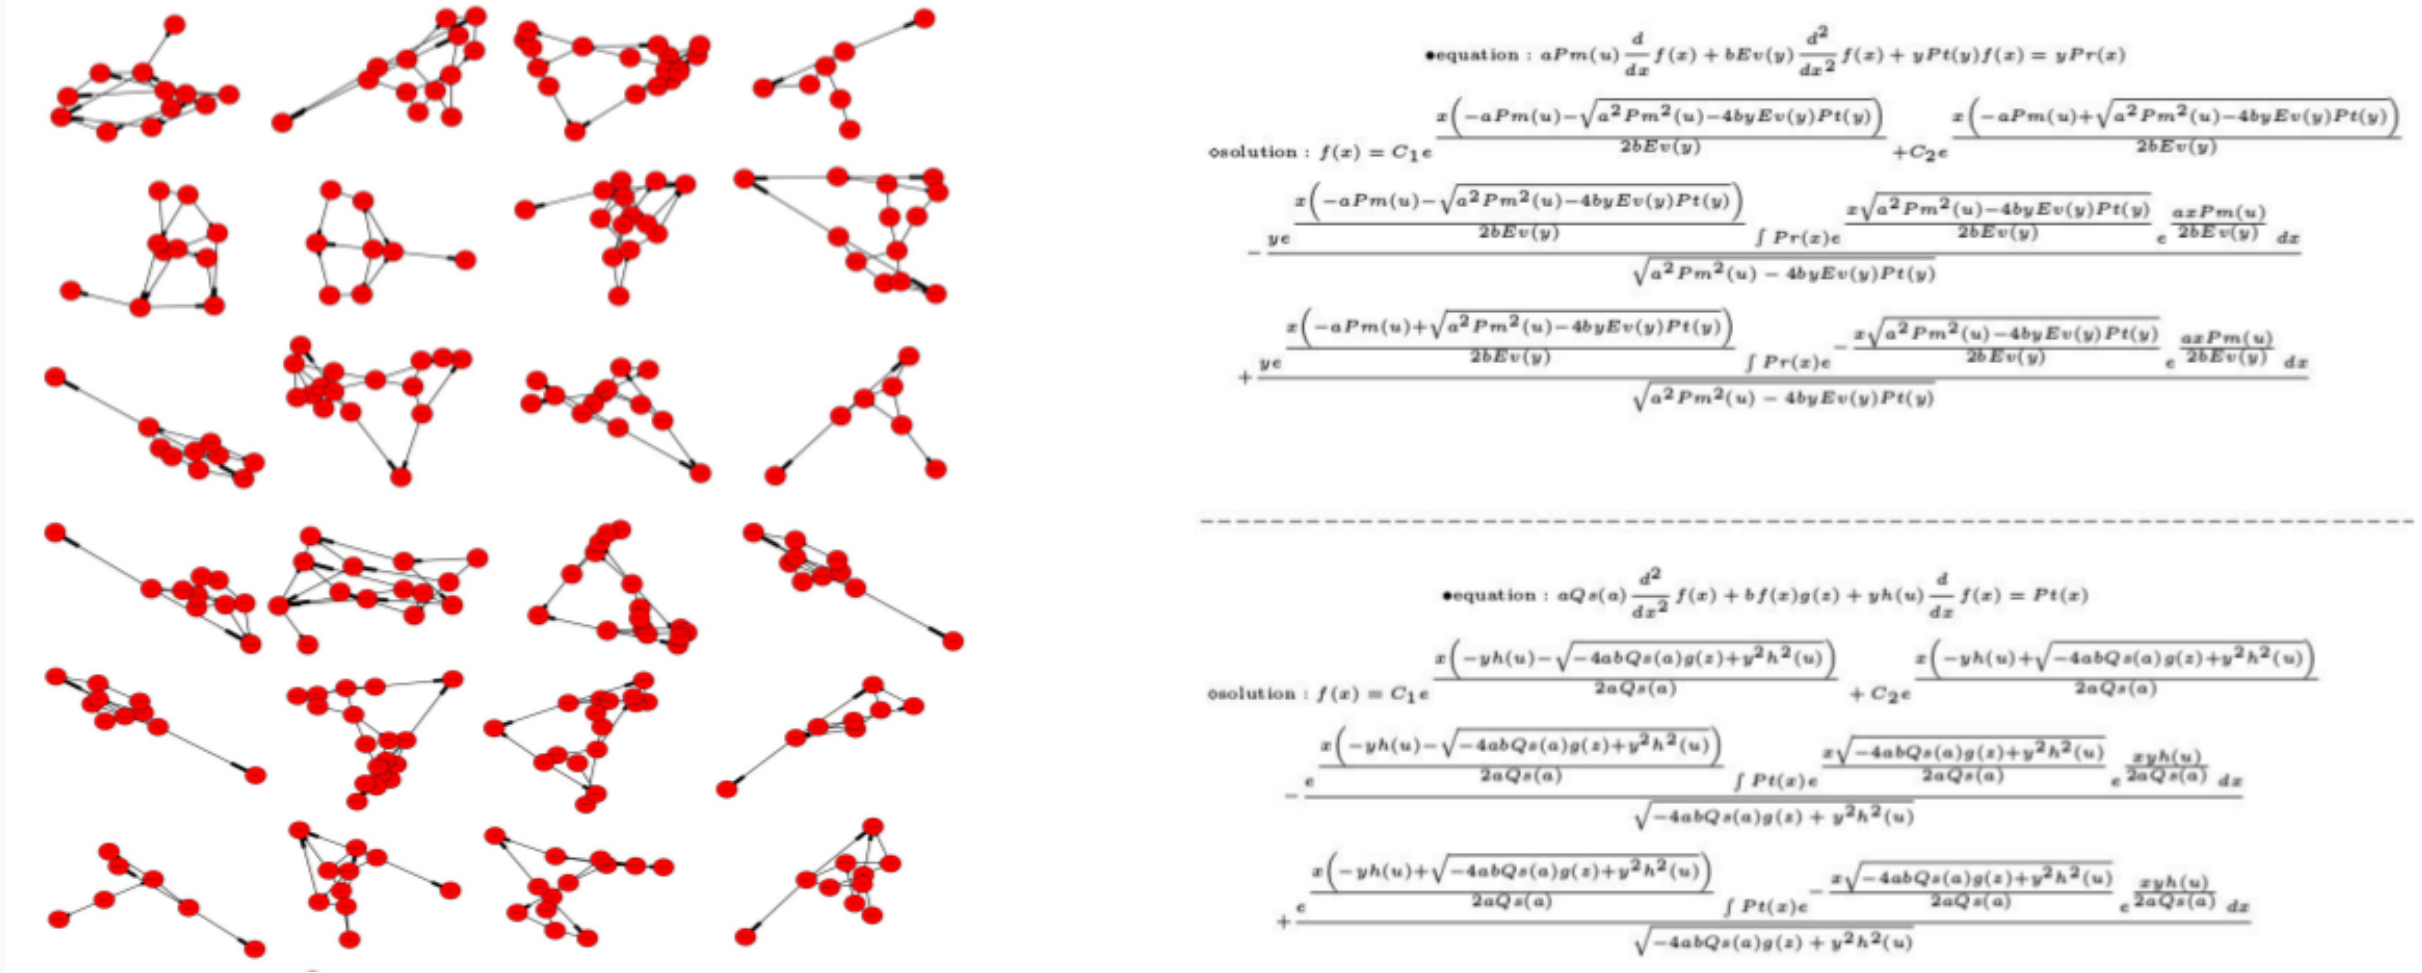 •equation : aPm(u) d/dx f(x) + bEv(y) d²/dx² f(x) + yPt(y)f(x) = yPr(x)
⋄solution : f(x) = C₁e^(x(−aPm(u)−√(a²Pm²(u)−4byEv(y)Pt(y)))/(2bEv(y))) +C₂e^(x(−aPm(u)+√(a²Pm²(u)−4byEv(y)Pt(y)))/(2bEv(y)))
− (ye^(x(−aPm(u)−√(a²Pm²(u)−4byEv(y)Pt(y)))/(2bEv(y))) ∫ Pr(x)e^(x√(a²Pm²(u)−4byEv(y)Pt(y))/(2bEv(y))) e^(axPm(u)/(2bEv(y))) dx) / √(a²Pm²(u) − 4byEv(y)Pt(y))
+ (ye^(x(−aPm(u)+√(a²Pm²(u)−4byEv(y)Pt(y)))/(2bEv(y))) ∫ Pr(x)e^(−x√(a²Pm²(u)−4byEv(y)Pt(y))/(2bEv(y))) e^(axPm(u)/(2bEv(y))) dx) / √(a²Pm²(u) − 4byEv(y)Pt(y))
•equation : aQs(a) d²/dx² f(x) + bf(x)g(z) + yh(u) d/dx f(x) = Pt(x)
⋄solution : f(x) = C₁e^(x(−yh(u)−√(−4abQs(a)g(z)+y²h²(u)))/(2aQs(a))) + C₂e^(x(−yh(u)+√(−4abQs(a)g(z)+y²h²(u)))/(2aQs(a)))
− (e^(x(−yh(u)−√(−4abQs(a)g(z)+y²h²(u)))/(2aQs(a))) ∫ Pt(x)e^(x√(−4abQs(a)g(z)+y²h²(u))/(2aQs(a))) e^(xyh(u)/(2aQs(a))) dx) / √(−4abQs(a)g(z) + y²h²(u))
+ (e^(x(−yh(u)+√(−4abQs(a)g(z)+y²h²(u)))/(2aQs(a))) ∫ Pt(x)e^(−x√(−4abQs(a)g(z)+y²h²(u))/(2aQs(a))) e^(xyh(u)/(2aQs(a))) dx) / √(−4abQs(a)g(z) + y²h²(u))